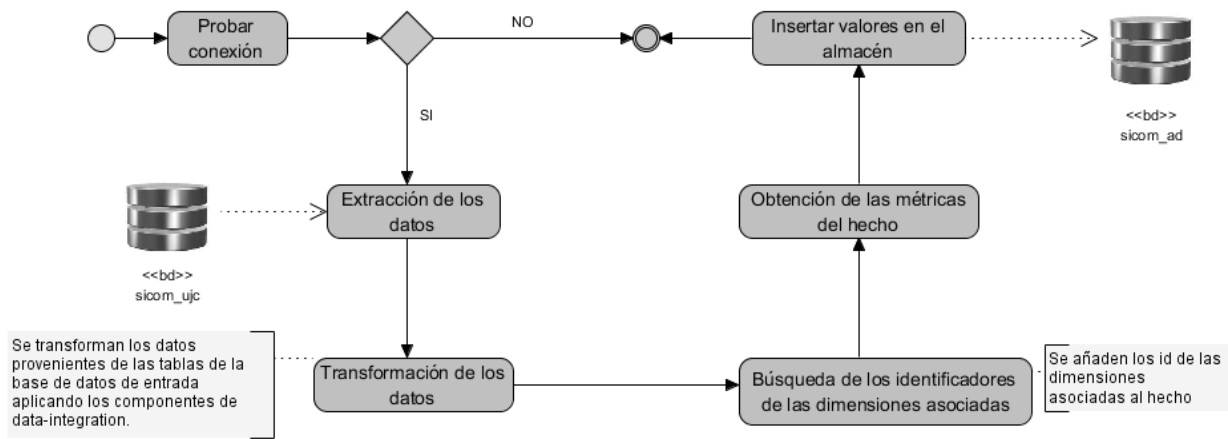 Probar
conexión
NO
Insertar valores en el
almacén
<<bd>>
sicom_ad
SI
Extracción de los
datos
Obtención de las métricas
del hecho
<<bd>>
sicom_ujc
Se transforman los datos
provenientes de las tablas de la
base de datos de entrada
aplicando los componentes de
data-integration.
Transformación de los
datos
Búsqueda de los identificadores
de las dimensiones asociadas
Se añaden los id de las
dimensiones
asociadas al hecho